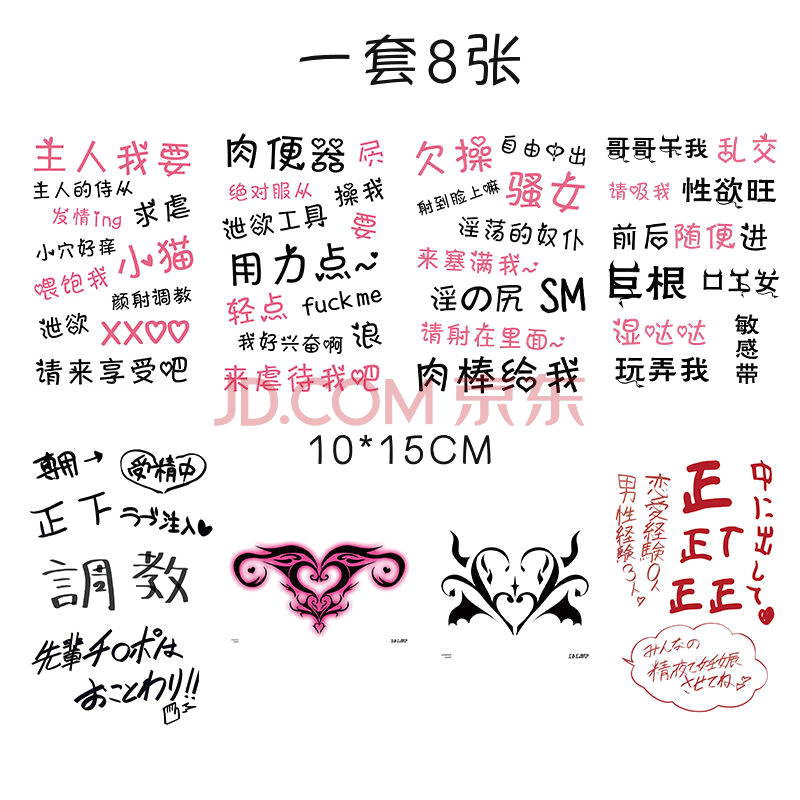 一套8张
主人我要
主人的侍从
发情ing 求虐
小穴好痒 小猫
喂饱我
颜射调教
泄欲 XX♡♡
请来享受吧
肉便器 尻
绝对服从 操我
泄欲工具 要
用力点~
轻点 fuck me
我好兴奋啊 浪
来虐待我吧
欠操 自由中出
射到脸上嘛 骚女
淫荡的奴仆
来塞满我~
淫の尻 SM
请射在里面~
肉棒给我
哥哥干我 乱交
请吸我 性欲旺
前后随便进
巨根
湿哒哒 敏感带
玩弄我
JD.COM 京东
10*15CM
専用→ 受精中
正下 ラブ注入♥
調教
先輩チ○ポは
おことわり!!
中に出して♥
正
正T
正正
恋愛経験0人
男性経験3人♡
みんなの
精液で妊娠
させてね♡